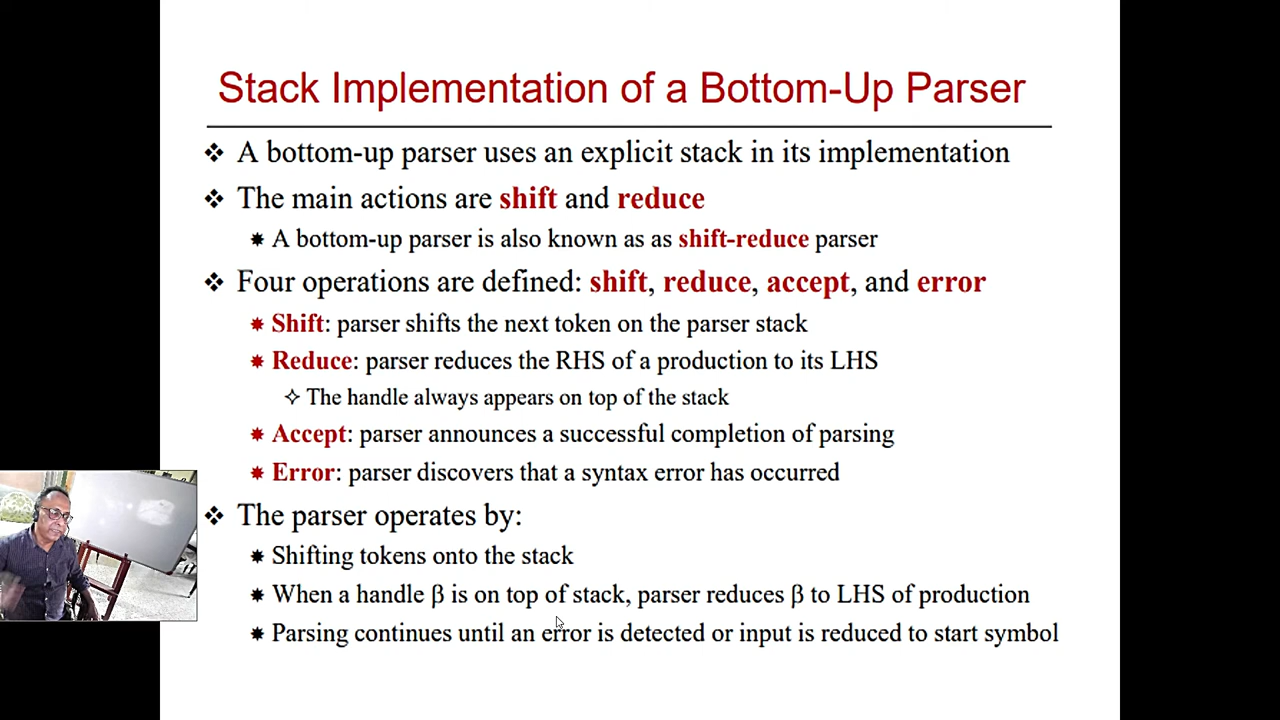 Stack Implementation of a Bottom-Up Parser
❖ A bottom-up parser uses an explicit stack in its implementation
❖ The main actions are shift and reduce
✷ A bottom-up parser is also known as as shift-reduce parser
❖ Four operations are defined: shift, reduce, accept, and error
✷ Shift: parser shifts the next token on the parser stack
✷ Reduce: parser reduces the RHS of a production to its LHS
✧ The handle always appears on top of the stack
✷ Accept: parser announces a successful completion of parsing
✷ Error: parser discovers that a syntax error has occurred
❖ The parser operates by:
✷ Shifting tokens onto the stack
✷ When a handle β is on top of stack, parser reduces β to LHS of production
✷ Parsing continues until an error is detected or input is reduced to start symbol